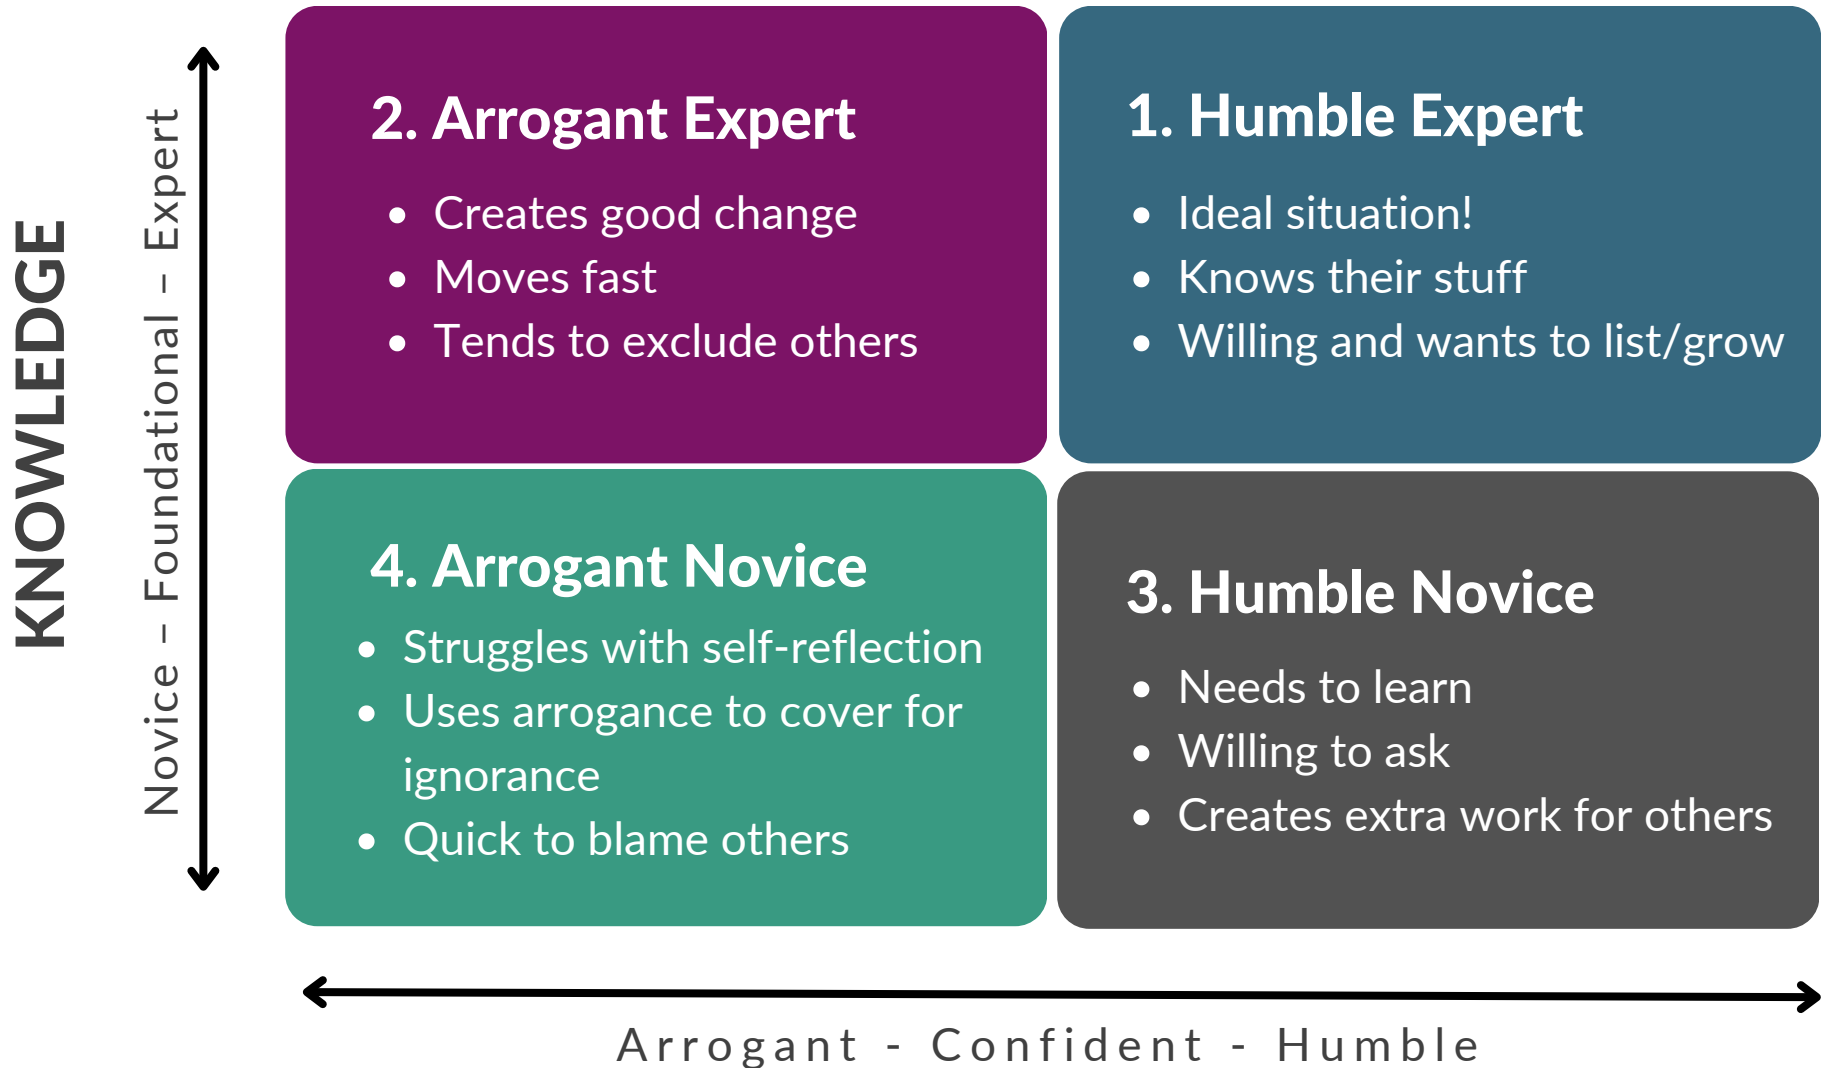 KNOWLEDGE
Novice – Foundational – Expert
2. Arrogant Expert
• Creates good change
• Moves fast
• Tends to exclude others
1. Humble Expert
• Ideal situation!
• Knows their stuff
• Willing and wants to list/grow
4. Arrogant Novice
• Struggles with self-reflection
• Uses arrogance to cover for
ignorance
• Quick to blame others
3. Humble Novice
• Needs to learn
• Willing to ask
• Creates extra work for others
Arrogant - Confident - Humble